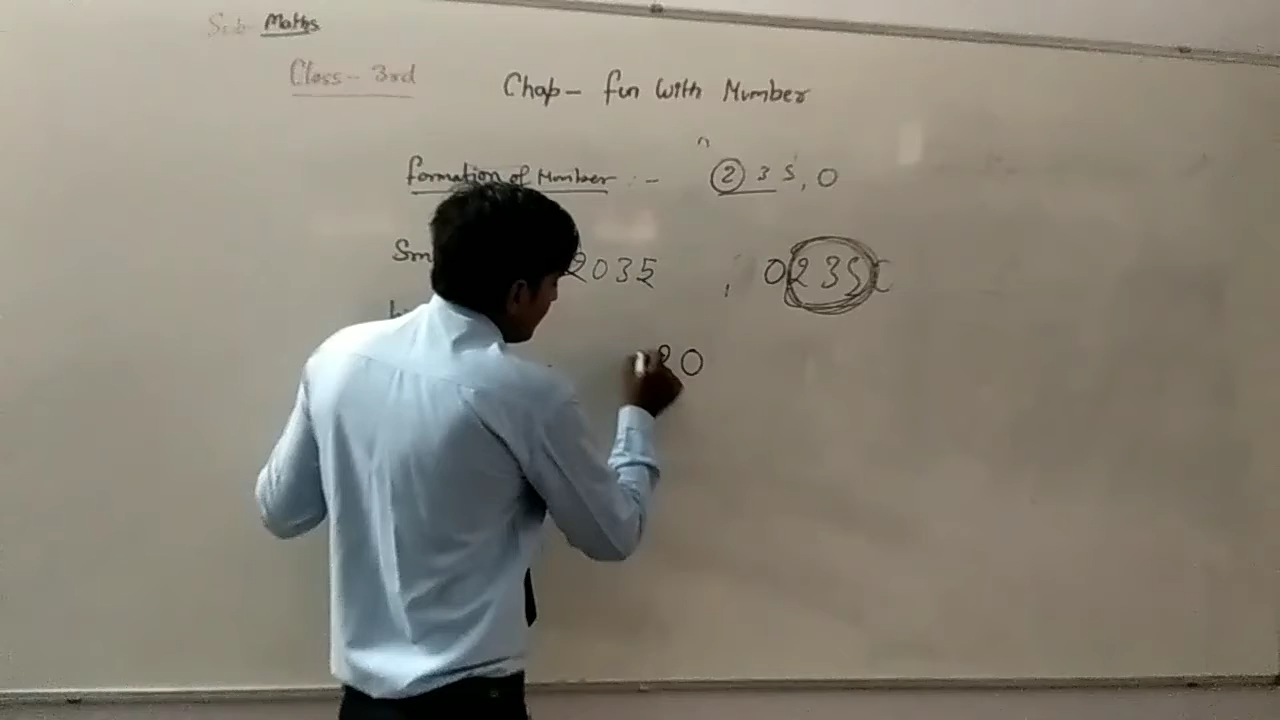 Sub Maths
Class - 3rd
Chap - fun With Number
formation of Number :- 2 3 5, 0
2035 , 0235
20